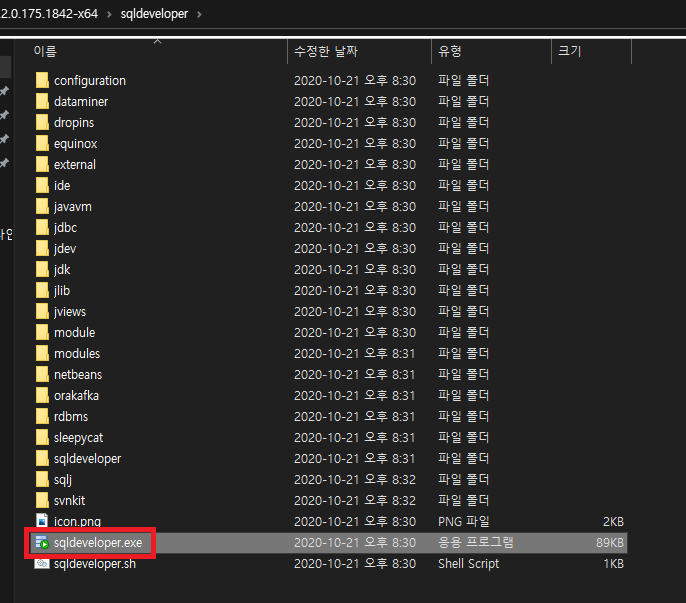 2.0.175.1842-x64 > sqldeveloper >
이름 수정한 날짜 유형 크기
configuration 2020-10-21 오후 8:30 파일 폴더
dataminer 2020-10-21 오후 8:30 파일 폴더
dropins 2020-10-21 오후 8:30 파일 폴더
equinox 2020-10-21 오후 8:30 파일 폴더
external 2020-10-21 오후 8:30 파일 폴더
ide 2020-10-21 오후 8:30 파일 폴더
javavm 2020-10-21 오후 8:30 파일 폴더
jdbc 2020-10-21 오후 8:30 파일 폴더
jdev 2020-10-21 오후 8:30 파일 폴더
jdk 2020-10-21 오후 8:30 파일 폴더
jlib 2020-10-21 오후 8:30 파일 폴더
jviews 2020-10-21 오후 8:30 파일 폴더
module 2020-10-21 오후 8:30 파일 폴더
modules 2020-10-21 오후 8:31 파일 폴더
netbeans 2020-10-21 오후 8:31 파일 폴더
orakafka 2020-10-21 오후 8:31 파일 폴더
rdbms 2020-10-21 오후 8:31 파일 폴더
sleepycat 2020-10-21 오후 8:31 파일 폴더
sqldeveloper 2020-10-21 오후 8:31 파일 폴더
sqlj 2020-10-21 오후 8:32 파일 폴더
svnkit 2020-10-21 오후 8:32 파일 폴더
icon.png 2020-10-21 오후 8:30 PNG 파일 2KB
sqldeveloper.exe 2020-10-21 오후 8:30 응용 프로그램 89KB
sqldeveloper.sh 2020-10-21 오후 8:30 Shell Script 1KB